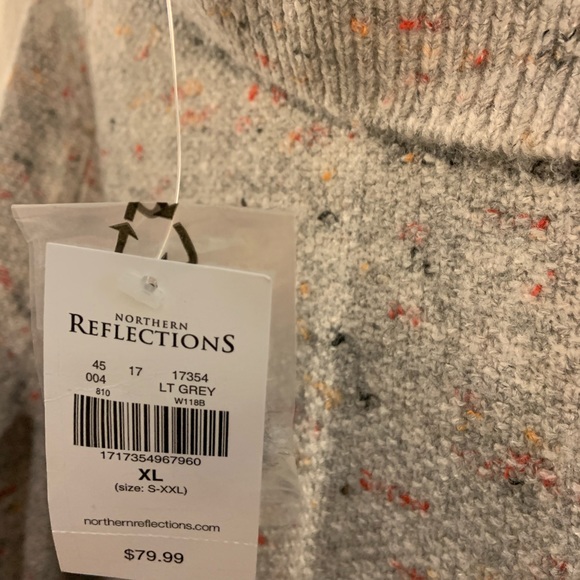 NORTHERN
REFLECTIONS
45 17 17354
004 LT GREY
810 W118B
1717354967960
XL
(size: S-XXL)
northernreflections.com
$79.99